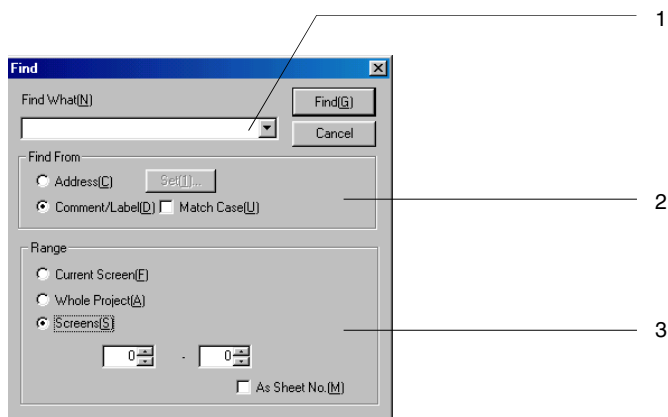 1
Find
Find What(N)
Find(G)
Cancel
Find From
Address(C) Set(T)...
Comment/Label(D) Match Case(U)
2
Range
Current Screen(F)
Whole Project(A)
Screens(S)
3
0 - 0
As Sheet No.(M)